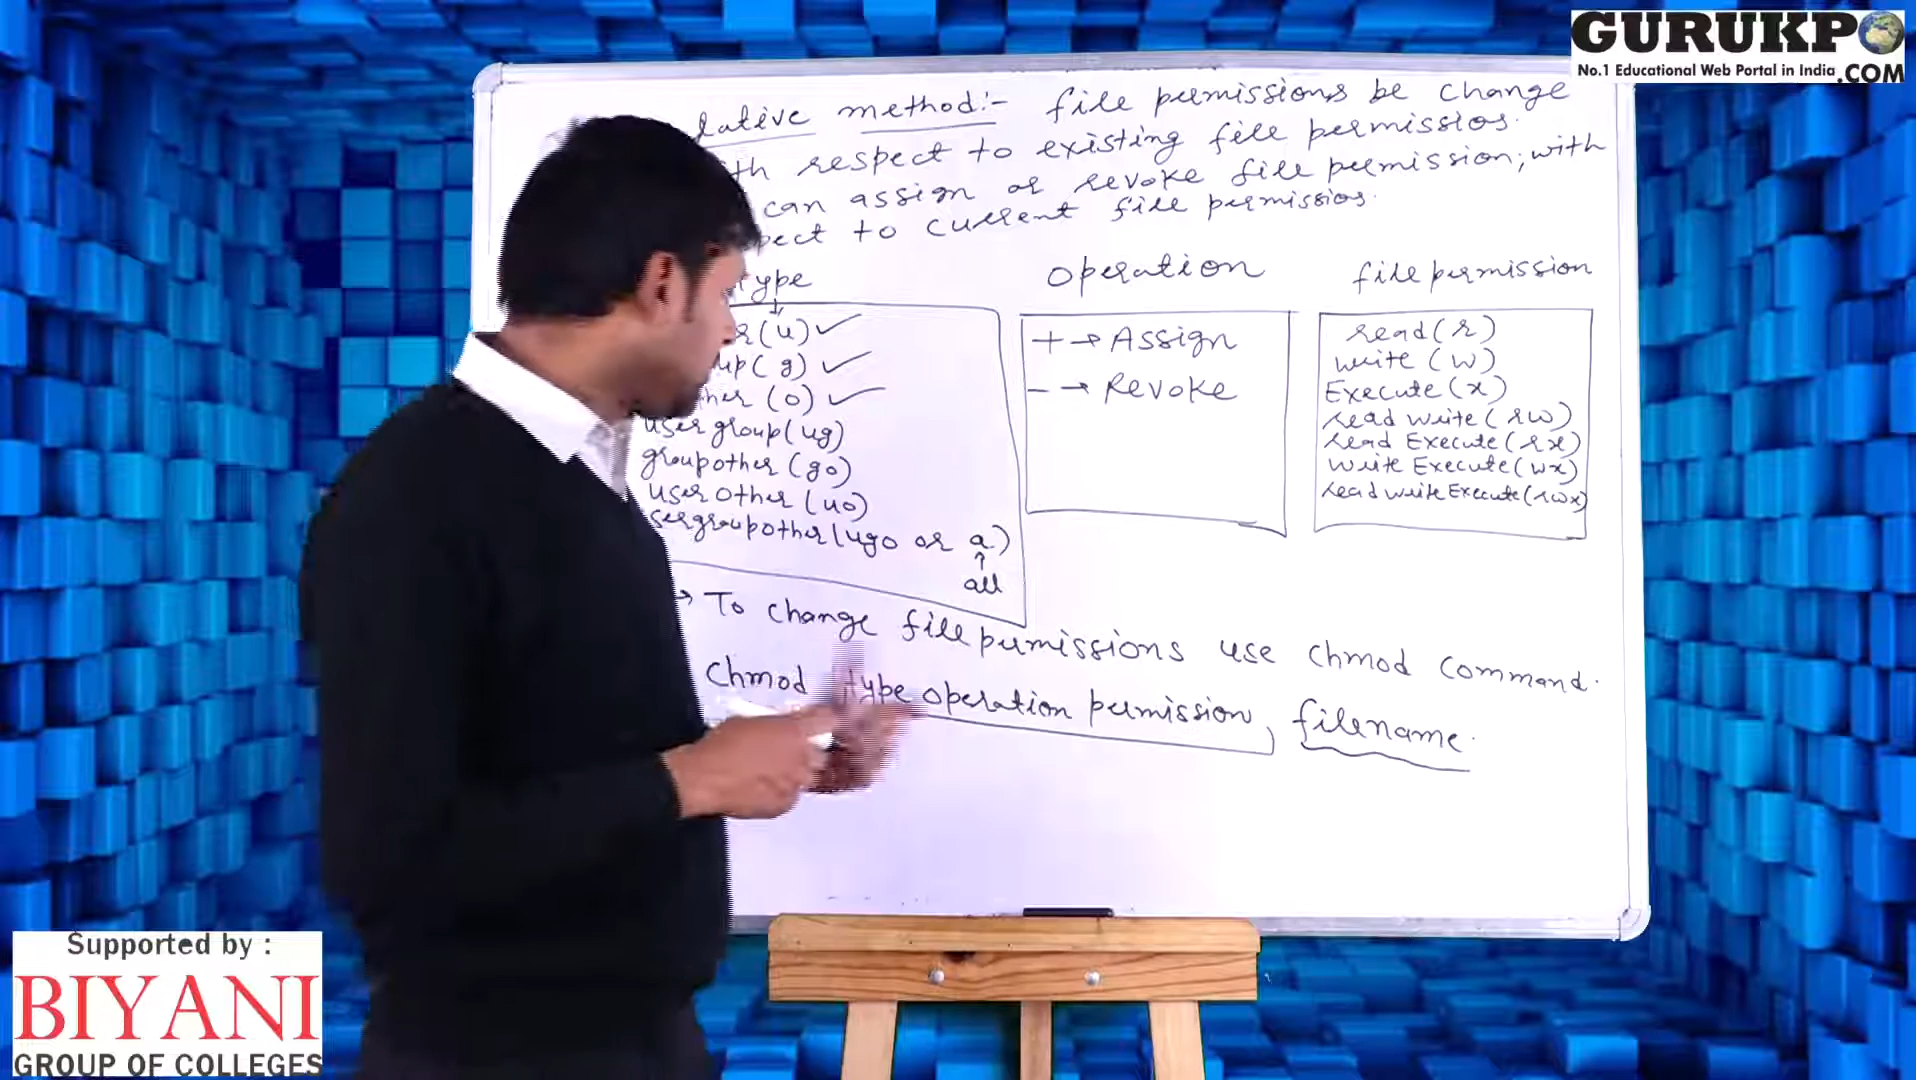 GURUKPO
No.1 Educational Web Portal in India .COM
lative method:- file permissions be change
th respect to existing file permissios.
can assign or revoke file permission, with
pect to current file permissios.
type
r (u) ✓
up (g) ✓
her (o) ✓
user group (ug)
group other (go)
user other (uo)
sergroupother (ugo or a)
↑
all
operation
+ → Assign
- → Revoke
file permission
read (r)
write (w)
Execute (x)
read write (rw)
read Execute (rx)
write Execute (wx)
read write Execute (rwx)
→ To change file permissions use chmod command.
chmod type operation permission, filename.
Supported by :
BIYANI
GROUP OF COLLEGES